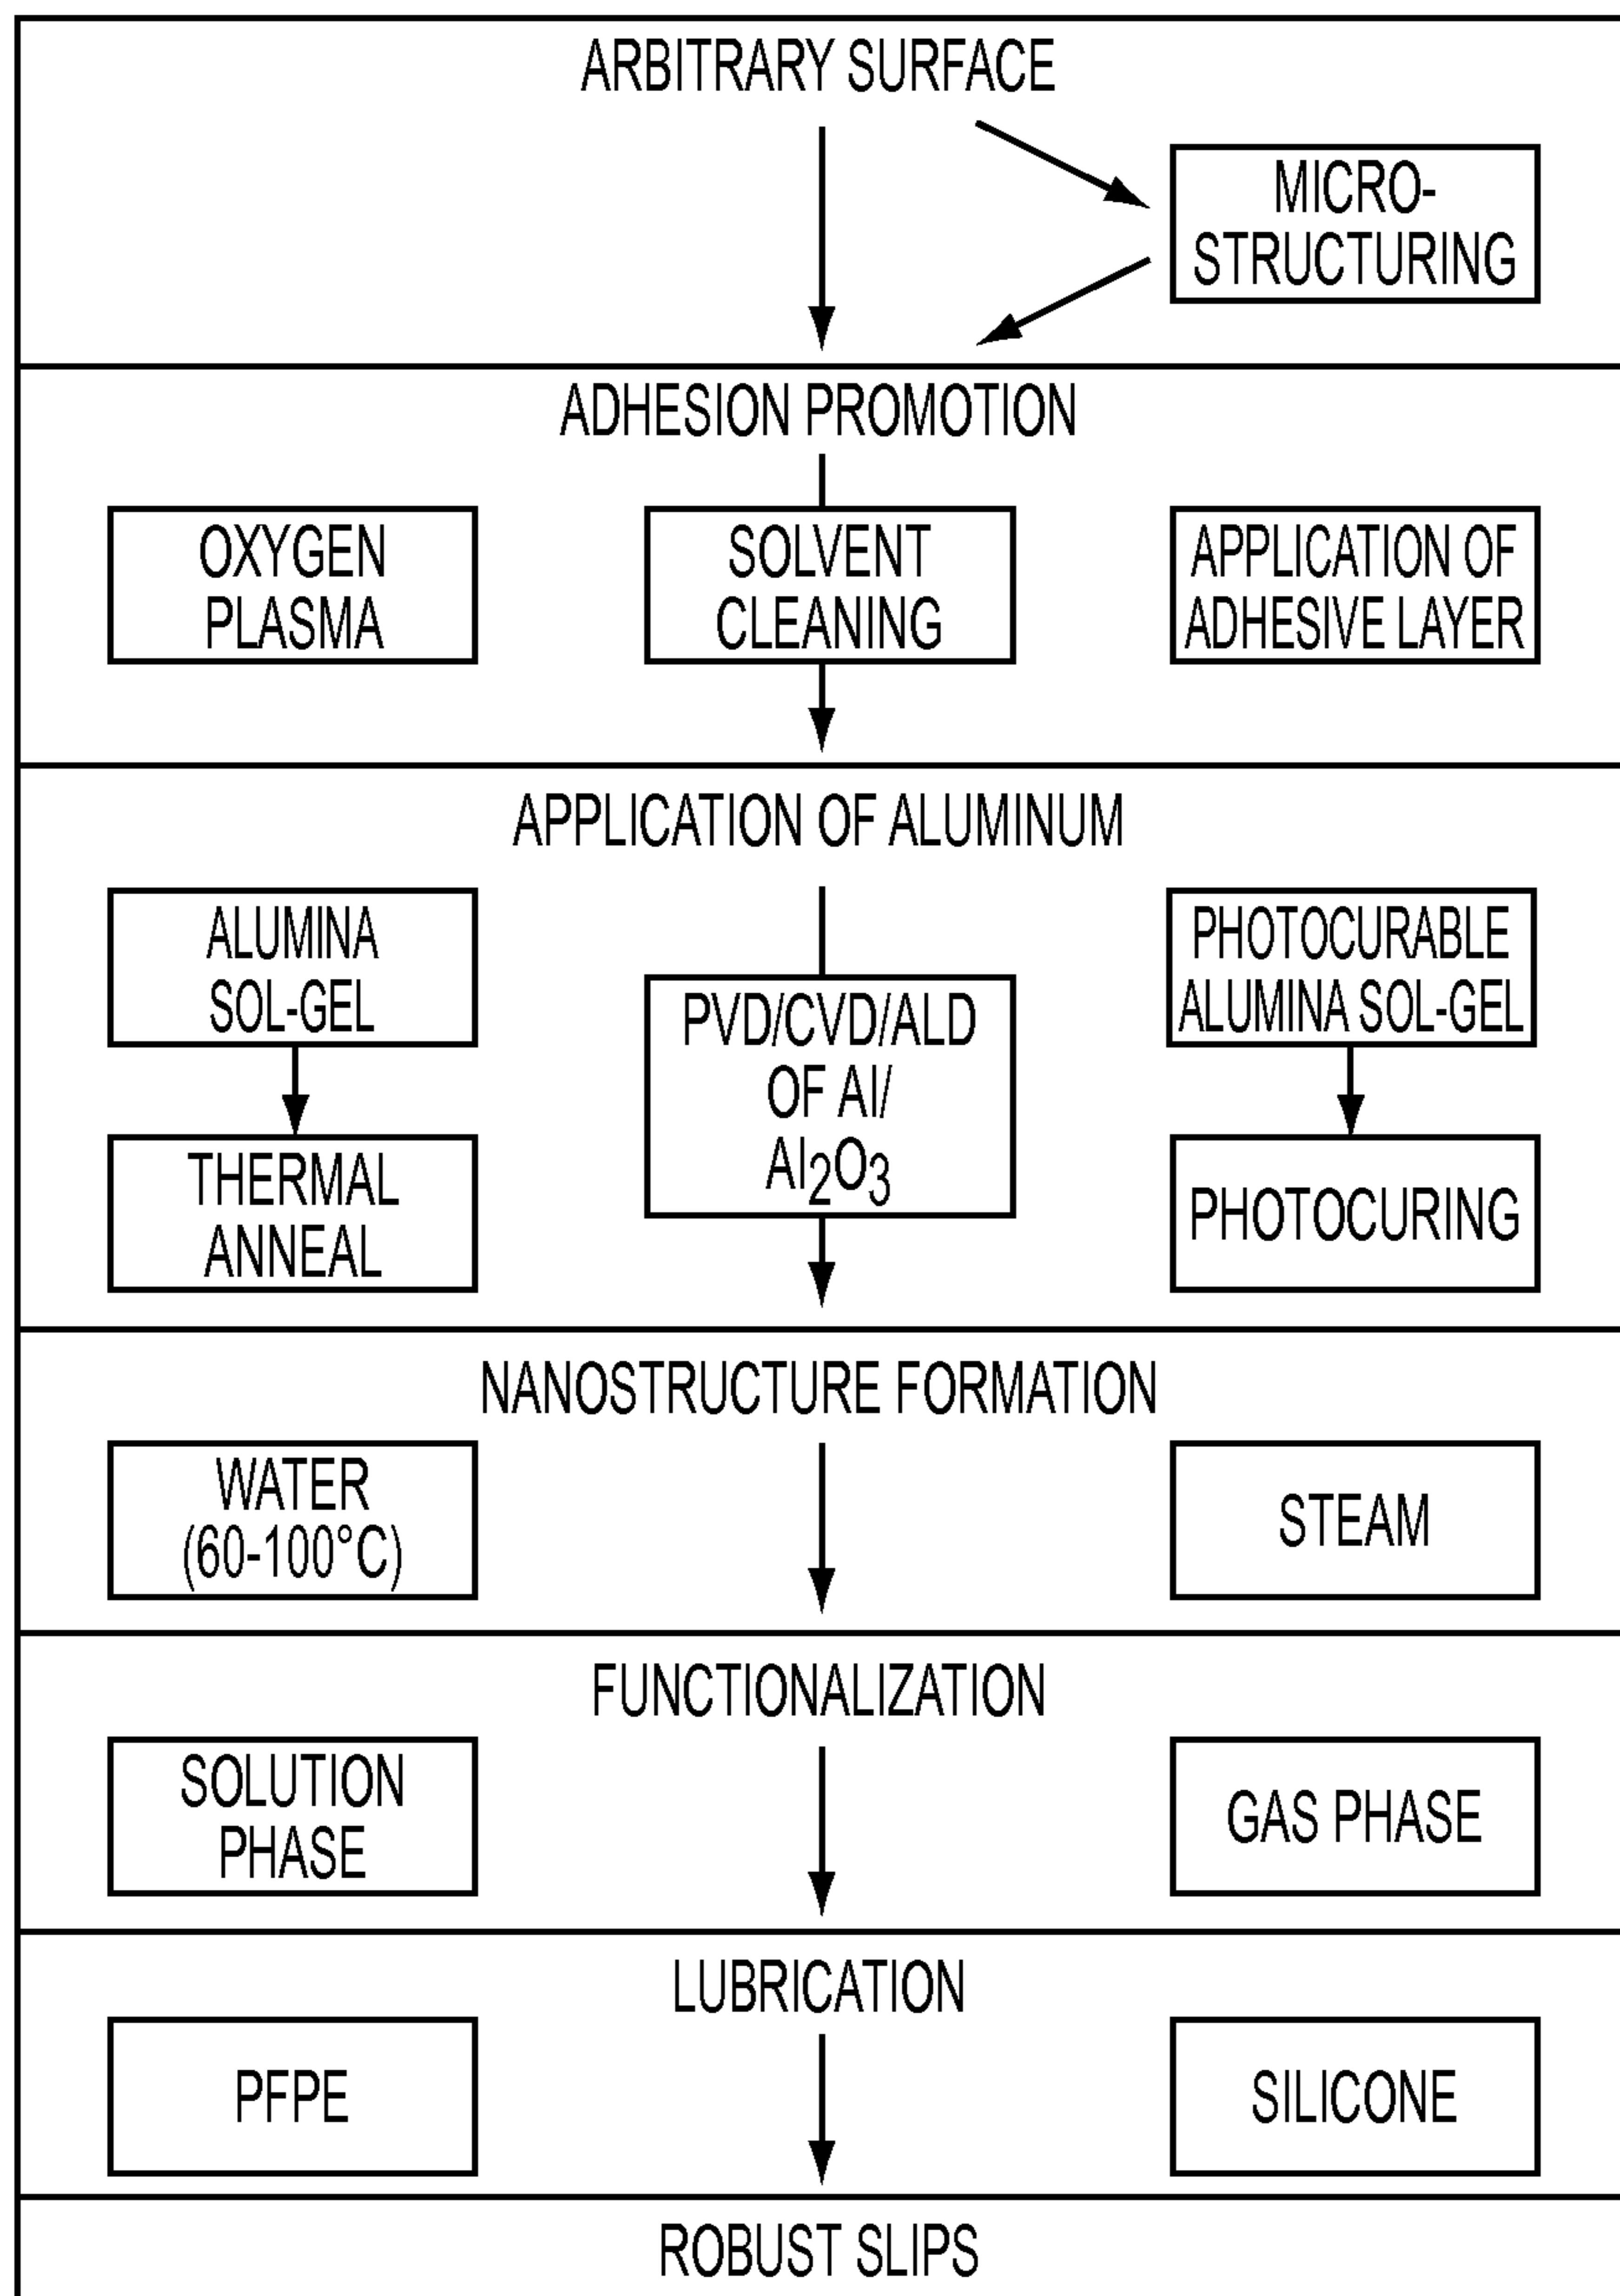 ARBITRARY SURFACE
MICRO-
STRUCTURING
ADHESION PROMOTION
OXYGEN
PLASMA
SOLVENT
CLEANING
APPLICATION OF
ADHESIVE LAYER
APPLICATION OF ALUMINUM
ALUMINA
SOL-GEL
THERMAL
ANNEAL
PVD/CVD/ALD
OF Al/
Al₂O₃
PHOTOCURABLE
ALUMINA SOL-GEL
PHOTOCURING
NANOSTRUCTURE FORMATION
WATER
(60-100°C)
STEAM
FUNCTIONALIZATION
SOLUTION
PHASE
GAS PHASE
LUBRICATION
PFPE
SILICONE
ROBUST SLIPS